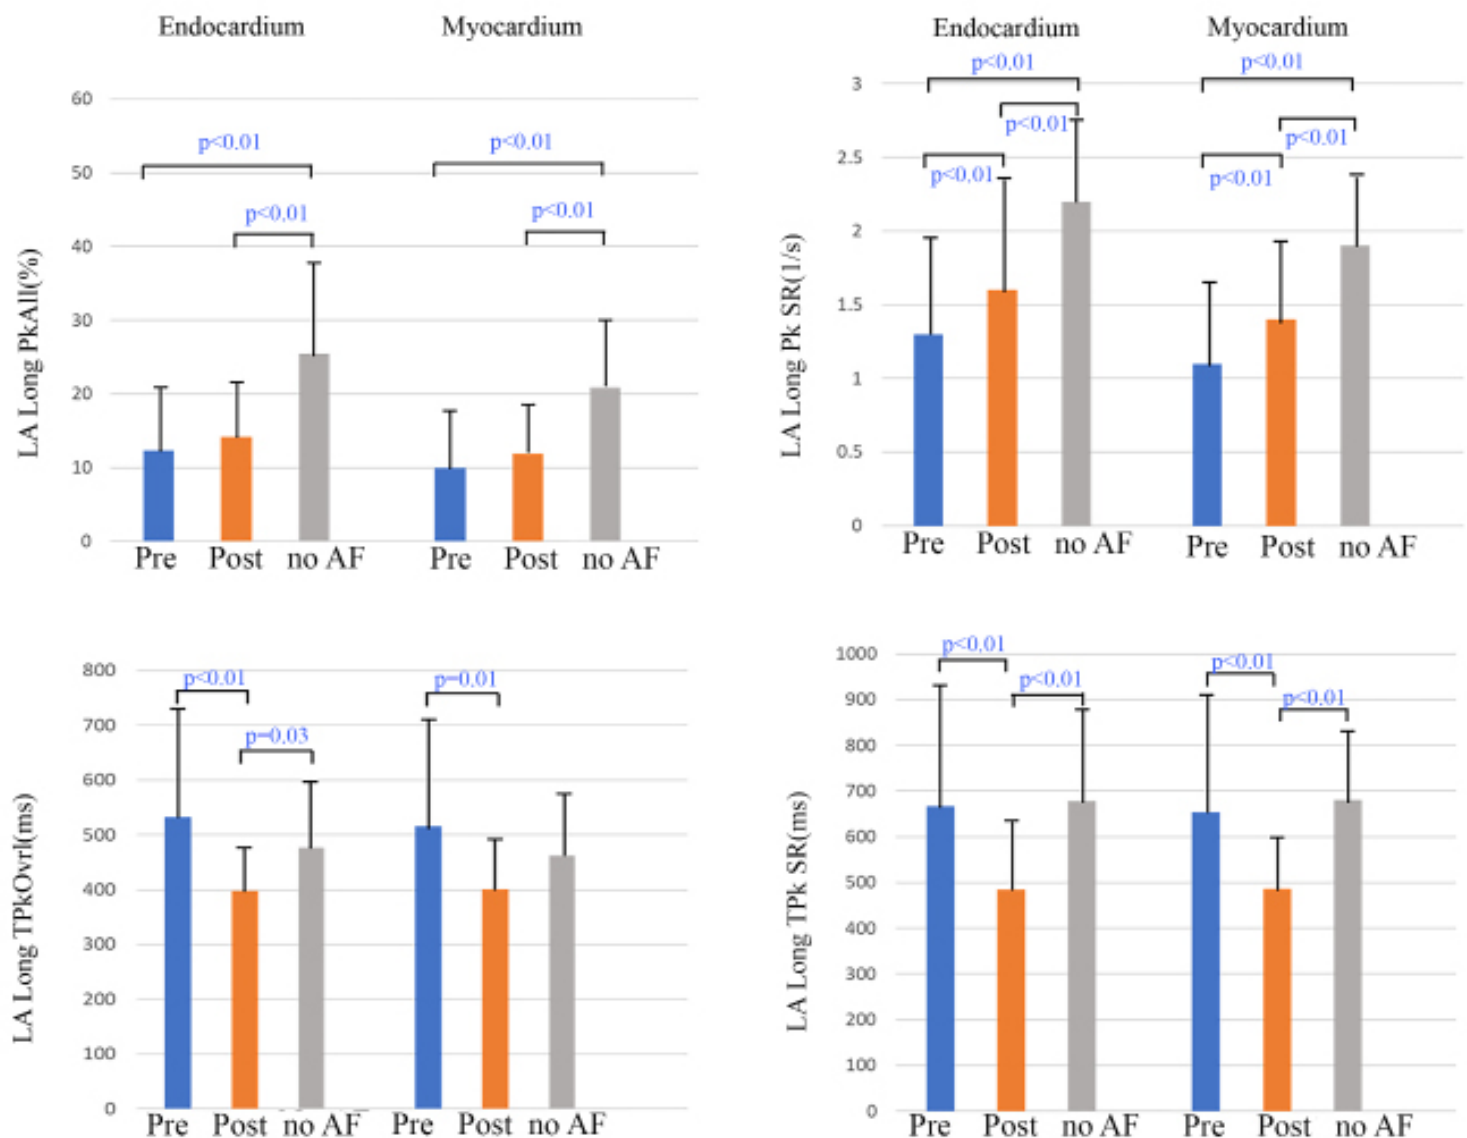 Endocardium Myocardium
60
50
40
30
20
10
0
LA Long PkAll(%)
p<0.01
p<0.01
p<0.01
p<0.01
Pre Post no AF Pre Post no AF
Endocardium Myocardium
3
2.5
2
1.5
1
0.5
0
LA Long Pk SR(1/s)
p<0.01
p<0.01
p<0.01
p<0.01
p<0.01
p<0.01
Pre Post no AF Pre Post no AF
800
700
600
500
400
300
200
100
0
LA Long TPkOvrl(ms)
p<0.01
p=0.03
p=0.01
Pre Post no AF Pre Post no AF
1000
900
800
700
600
500
400
300
200
100
0
LA Long TPk SR(ms)
p<0.01
p<0.01
p<0.01
p<0.01
Pre Post no AF Pre Post no AF